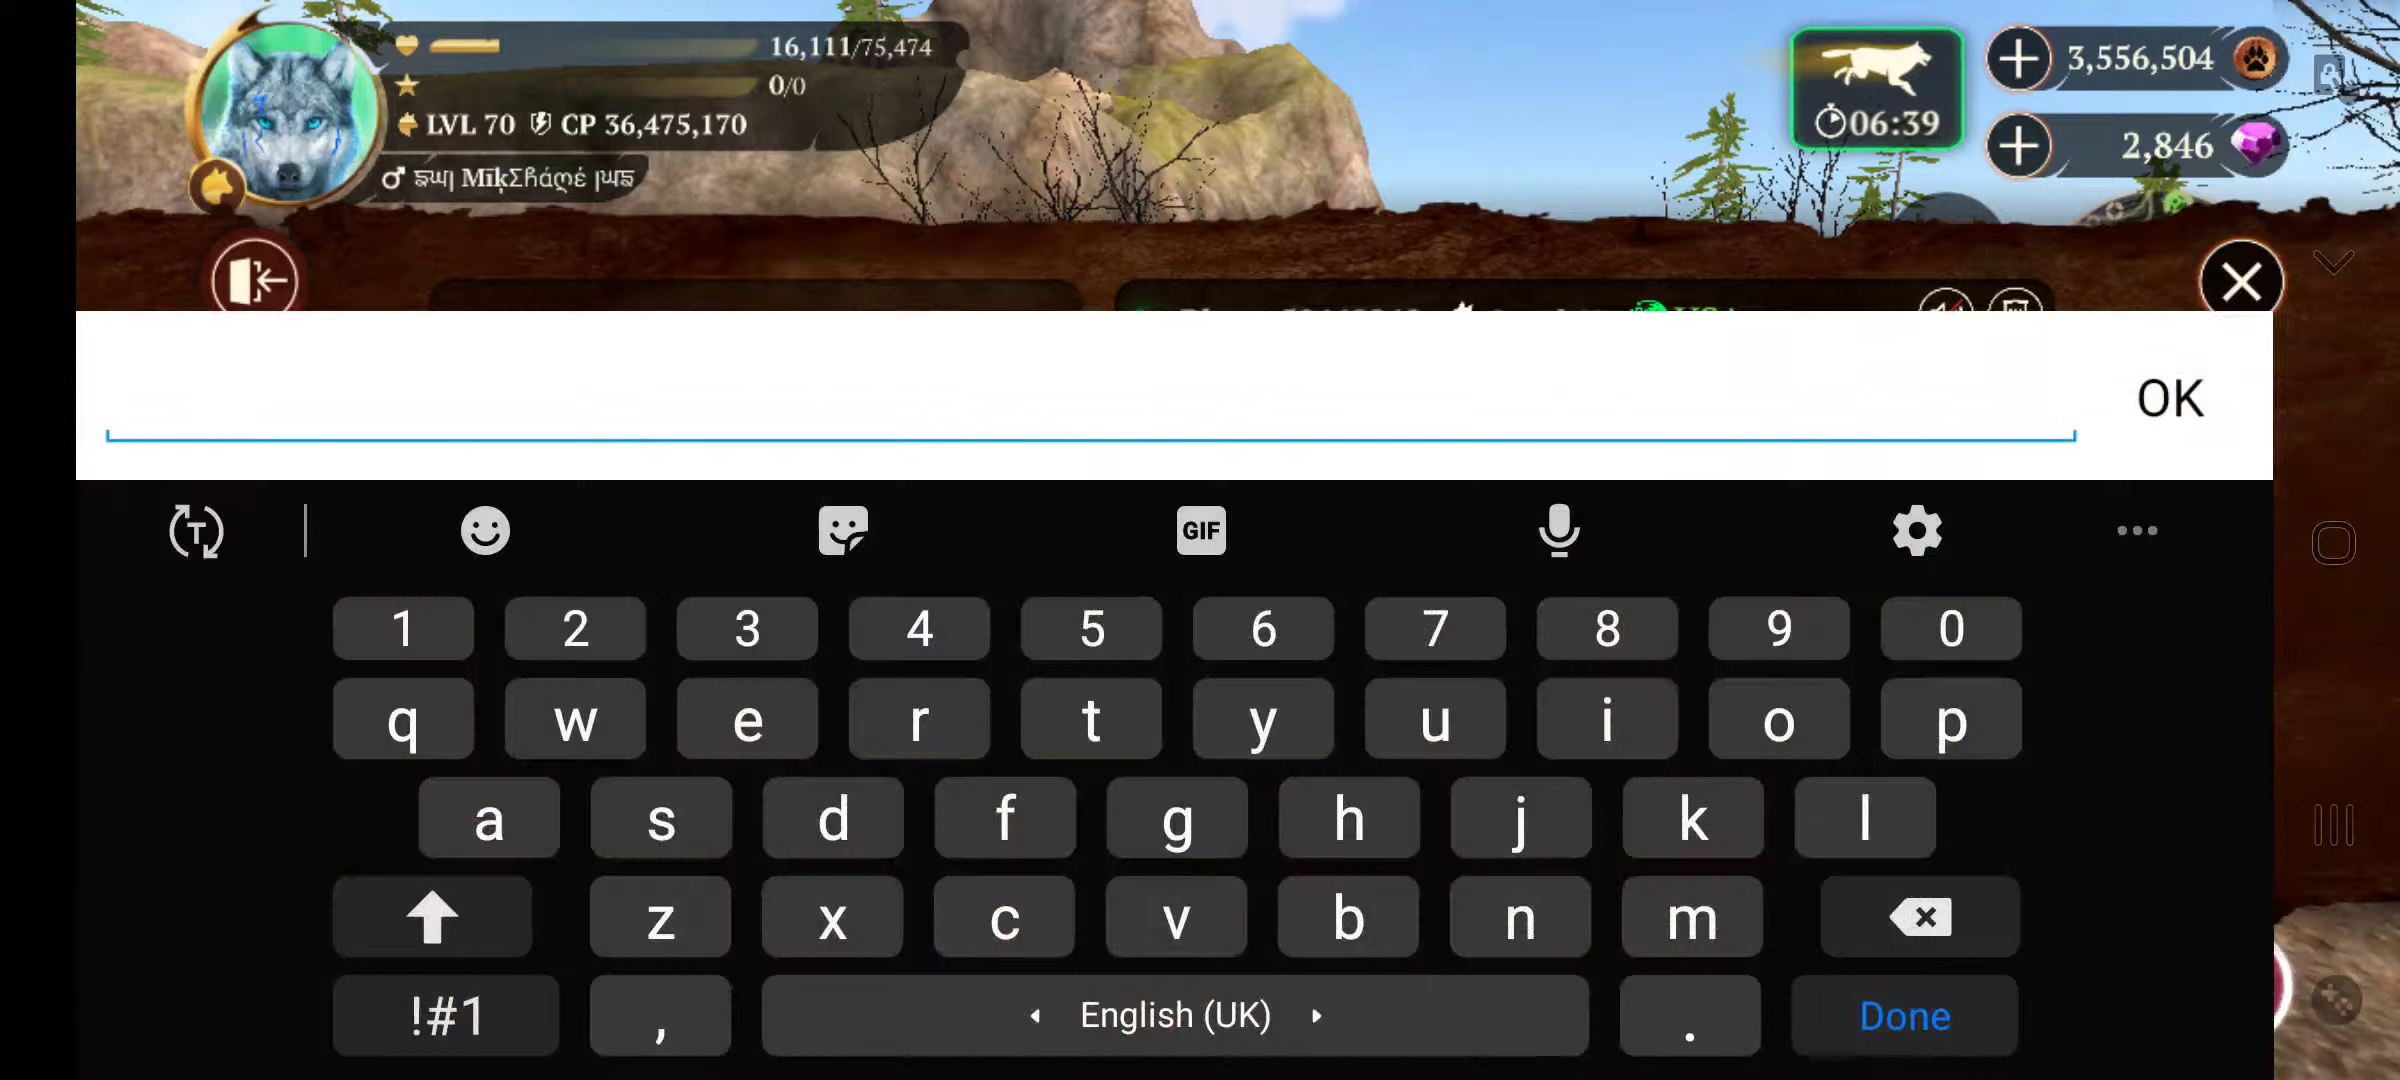 16,111/75,474
0/0
LVL 70 CP 36,475,170
06:39
3,556,504
2,846
OK
GIF
1 2 3 4 5 6 7 8 9 0
q w e r t y u i o p
a s d f g h j k l
z x c v b n m
!#1 , English (UK) . Done